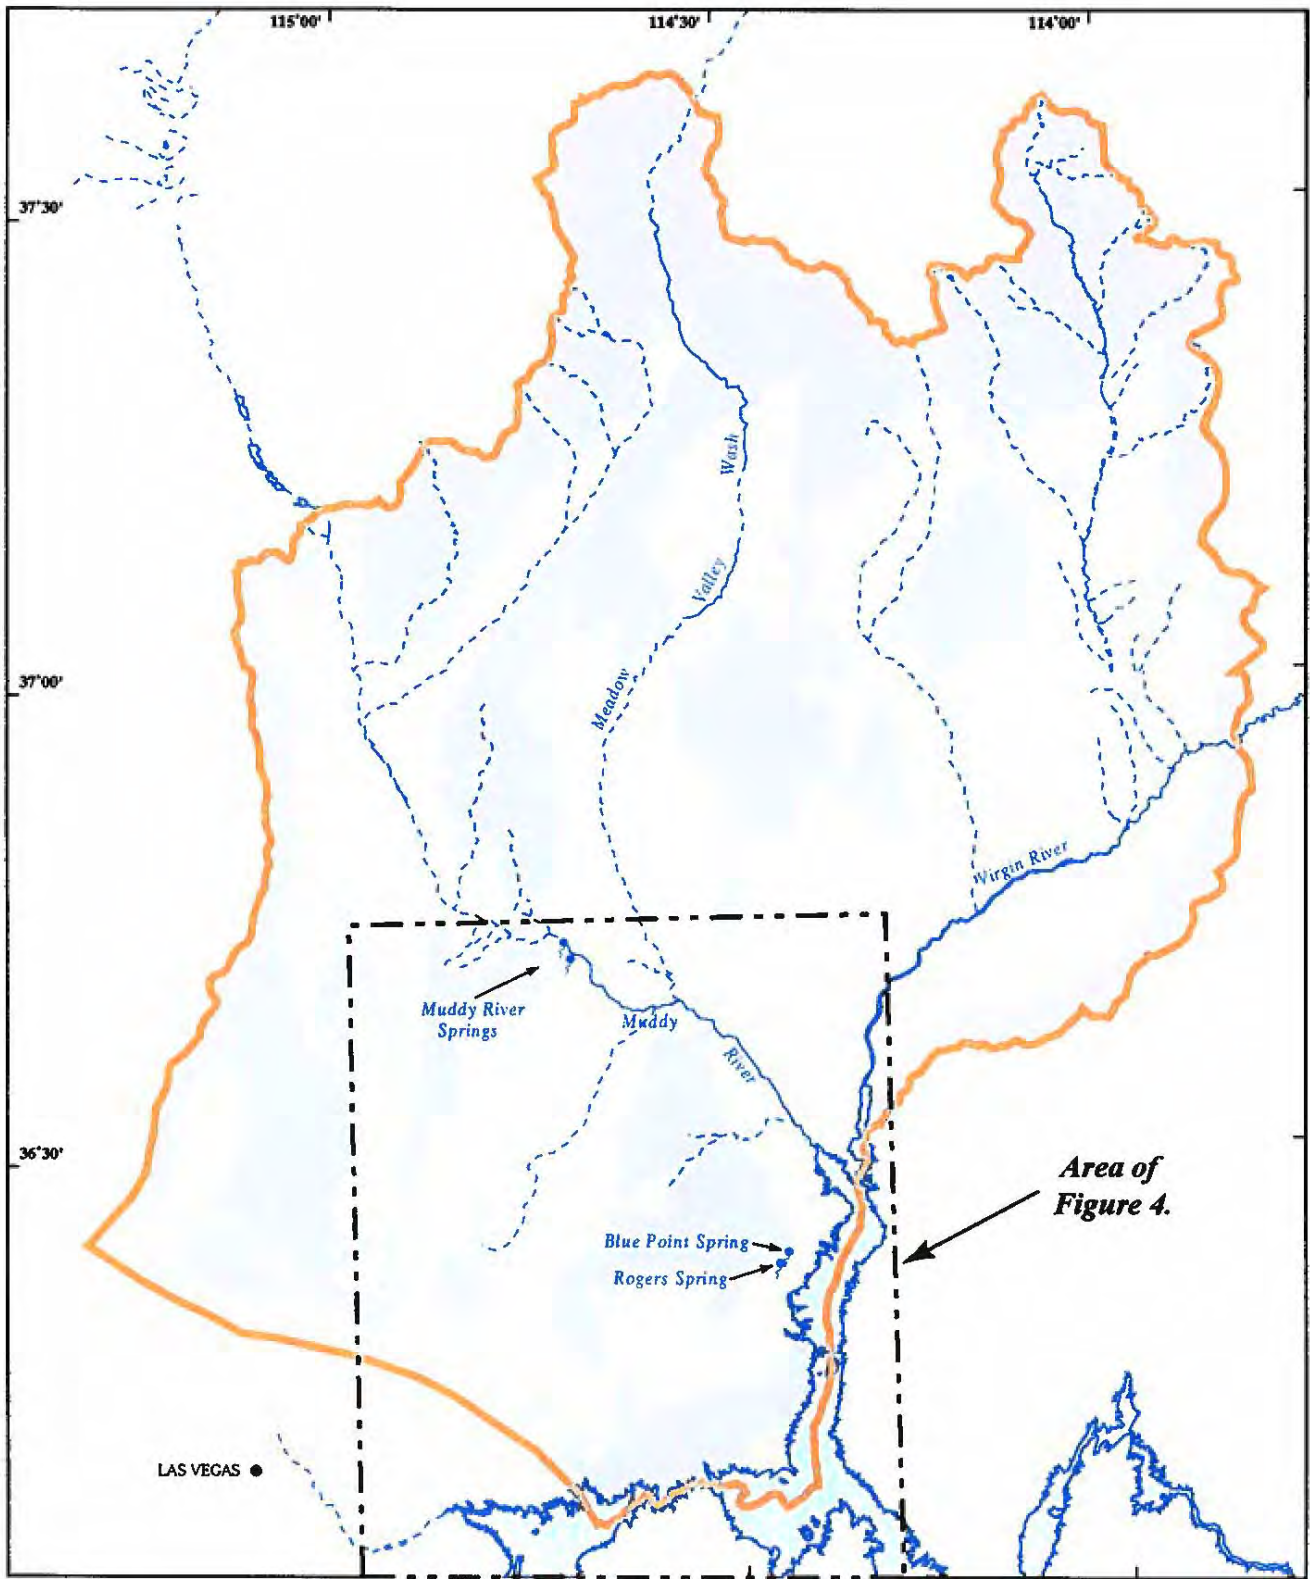 115°00'
114°30'
114°00'
37°30'
Wash
Valley
Meadow
37°00'
Virgin River
Muddy River
Springs
Muddy
River
36°30'
Area of
Figure 4.
Blue Point Spring
Rogers Spring
LAS VEGAS